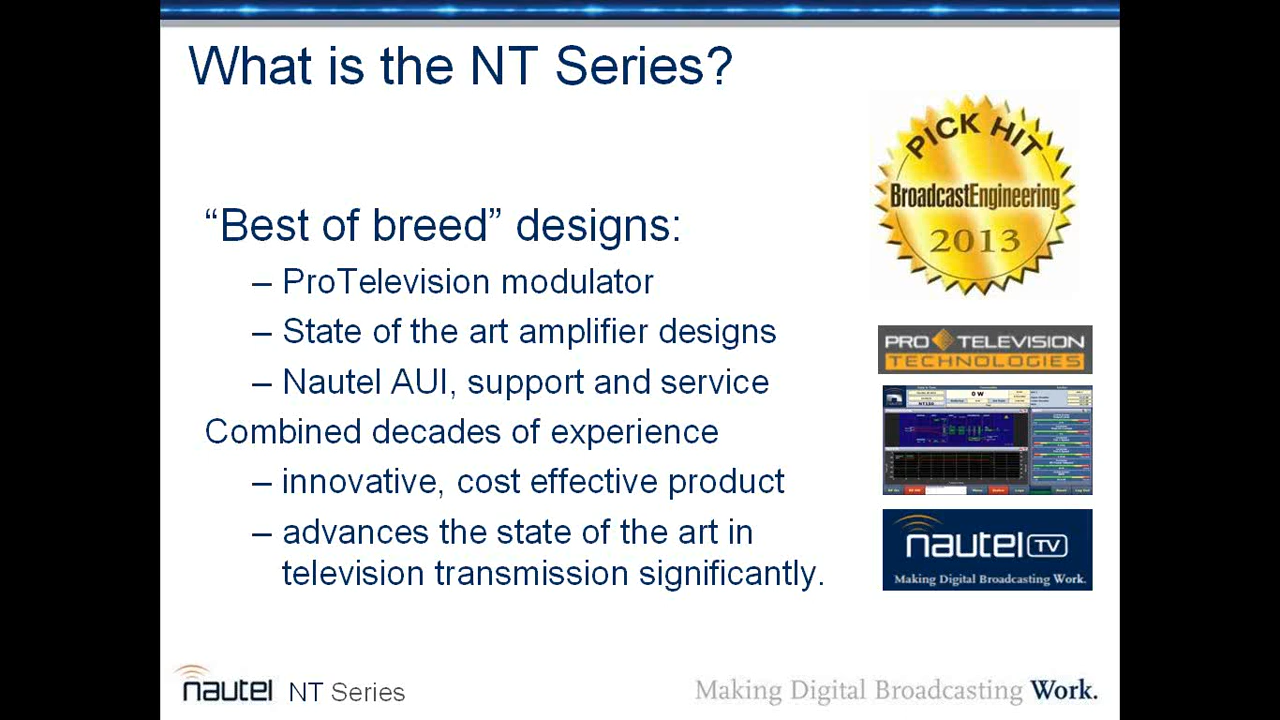 What is the NT Series?
PICK HIT
BroadcastEngineering
2013
“Best of breed” designs:
– ProTelevision modulator
– State of the art amplifier designs
– Nautel AUI, support and service
Combined decades of experience
– innovative, cost effective product
– advances the state of the art in
television transmission significantly.
PRO TELEVISION
TECHNOLOGIES
nautel
0 W
nautel TV
Making Digital Broadcasting Work.
nautel NT Series
Making Digital Broadcasting Work.